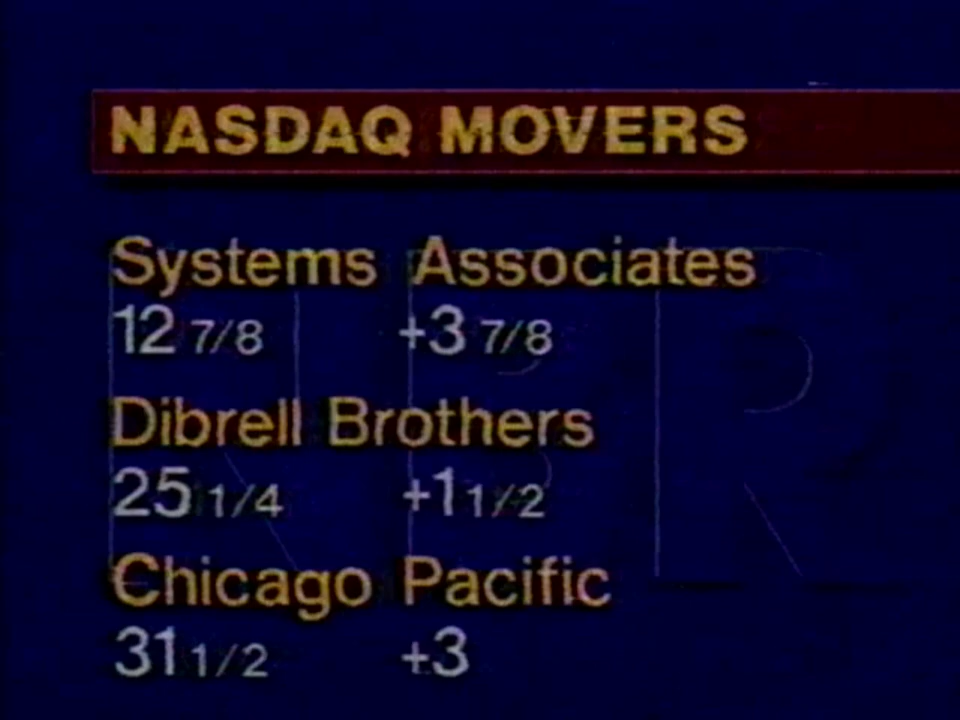 NASDAQ MOVERS
Systems Associates
12 7/8 +3 7/8
Dibrell Brothers
25 1/4 +1 1/2
Chicago Pacific
31 1/2 +3
NBR